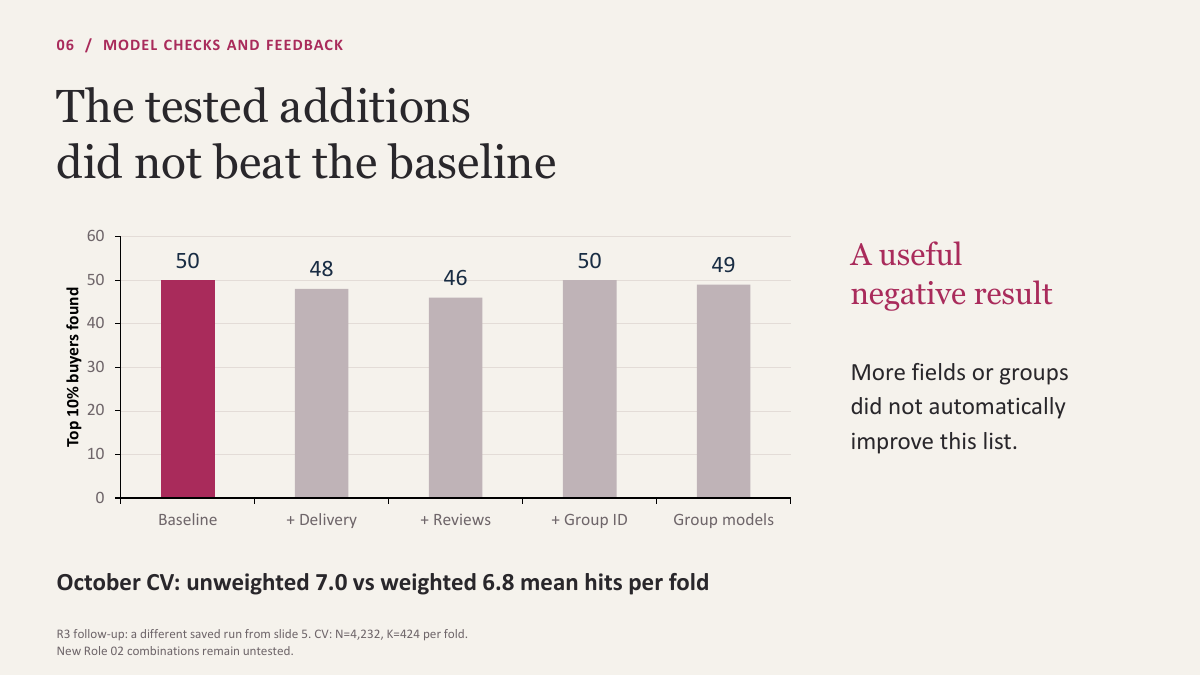 06 / MODEL CHECKS AND FEEDBACK
The tested additions
did not beat the baseline
Top 10% buyers found
60
50
40
30
20
10
0
50
48
46
50
49
Baseline
+ Delivery
+ Reviews
+ Group ID
Group models
A useful
negative result
More fields or groups
did not automatically
improve this list.
October CV: unweighted 7.0 vs weighted 6.8 mean hits per fold
R3 follow-up: a different saved run from slide 5. CV: N=4,232, K=424 per fold.
New Role 02 combinations remain untested.